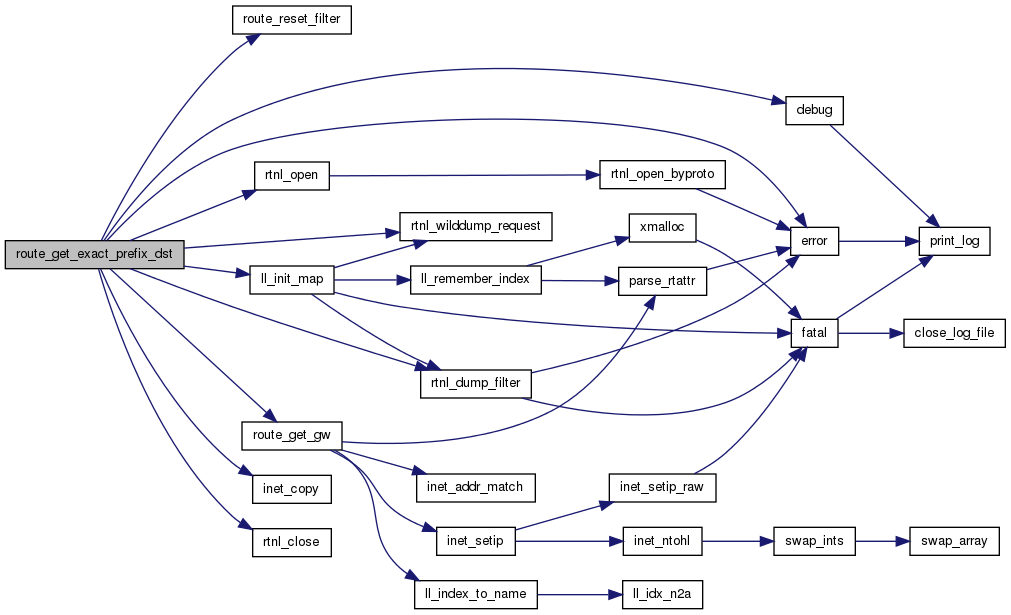 route_reset_filter
debug
rtnl_open
rtnl_open_byproto
rtnl_wilddump_request
xmalloc
error
print_log
route_get_exact_prefix_dst
ll_init_map
ll_remember_index
parse_rtattr
fatal
close_log_file
rtnl_dump_filter
route_get_gw
inet_copy
inet_addr_match
inet_setip_raw
rtnl_close
inet_setip
inet_ntohl
swap_ints
swap_array
ll_index_to_name
ll_idx_n2a